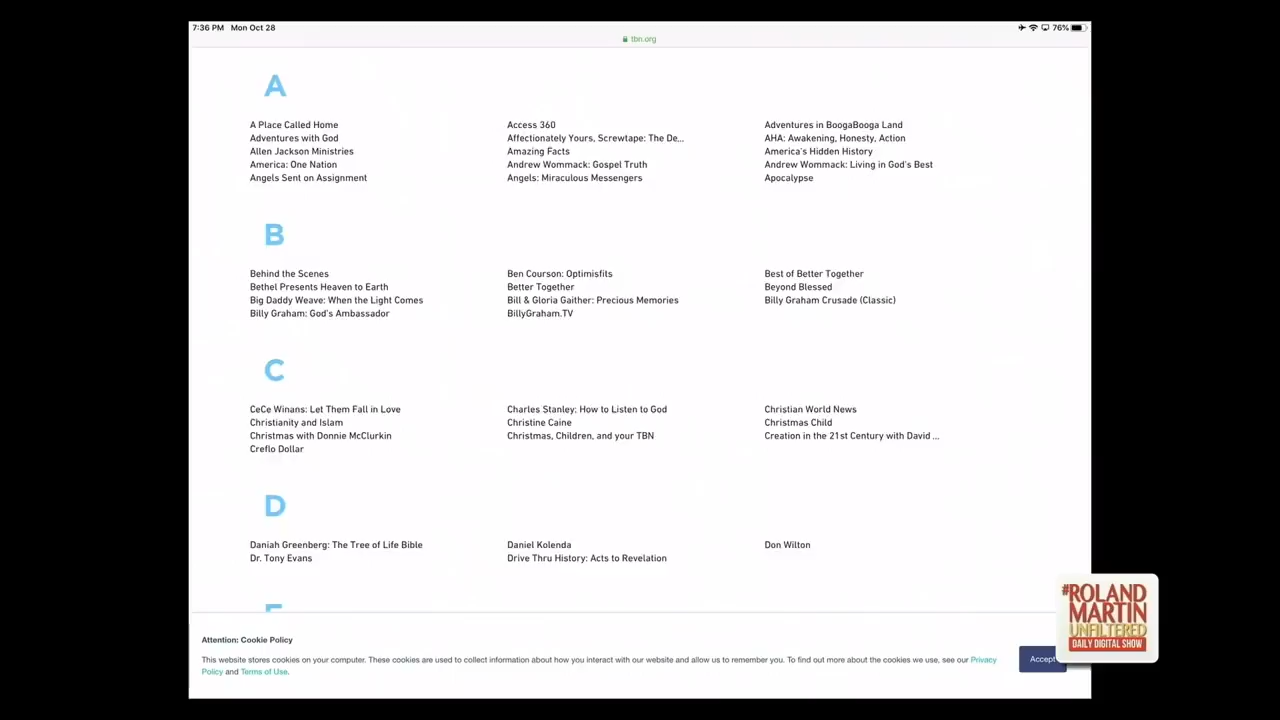 7:36 PM Mon Oct 28
76%
tbn.org
A
A Place Called Home
Access 360
Adventures in BoogaBooga Land
Adventures with God
Affectionately Yours, Screwtape: The De...
AHA: Awakening, Honesty, Action
Allen Jackson Ministries
Amazing Facts
America's Hidden History
America: One Nation
Andrew Wommack: Gospel Truth
Andrew Wommack: Living in God's Best
Angels Sent on Assignment
Angels: Miraculous Messengers
Apocalypse
B
Behind the Scenes
Ben Courson: Optimisfits
Best of Better Together
Bethel Presents Heaven to Earth
Better Together
Beyond Blessed
Big Daddy Weave: When the Light Comes
Bill & Gloria Gaither: Precious Memories
Billy Graham Crusade (Classic)
Billy Graham: God's Ambassador
BillyGraham.TV
C
CeCe Winans: Let Them Fall in Love
Charles Stanley: How to Listen to God
Christian World News
Christianity and Islam
Christine Caine
Christmas Child
Christmas with Donnie McClurkin
Christmas, Children, and your TBN
Creation in the 21st Century with David ...
Creflo Dollar
D
Daniah Greenberg: The Tree of Life Bible
Daniel Kolenda
Don Wilton
Dr. Tony Evans
Drive Thru History: Acts to Revelation
Attention: Cookie Policy
This website stores cookies on your computer. These cookies are used to collect information about how you interact with our website and allow us to remember you. To find out more about the cookies we use, see our Privacy
Policy and Terms of Use.
Accept
#ROLAND
MARTIN
UNFILTERED
DAILY DIGITAL SHOW